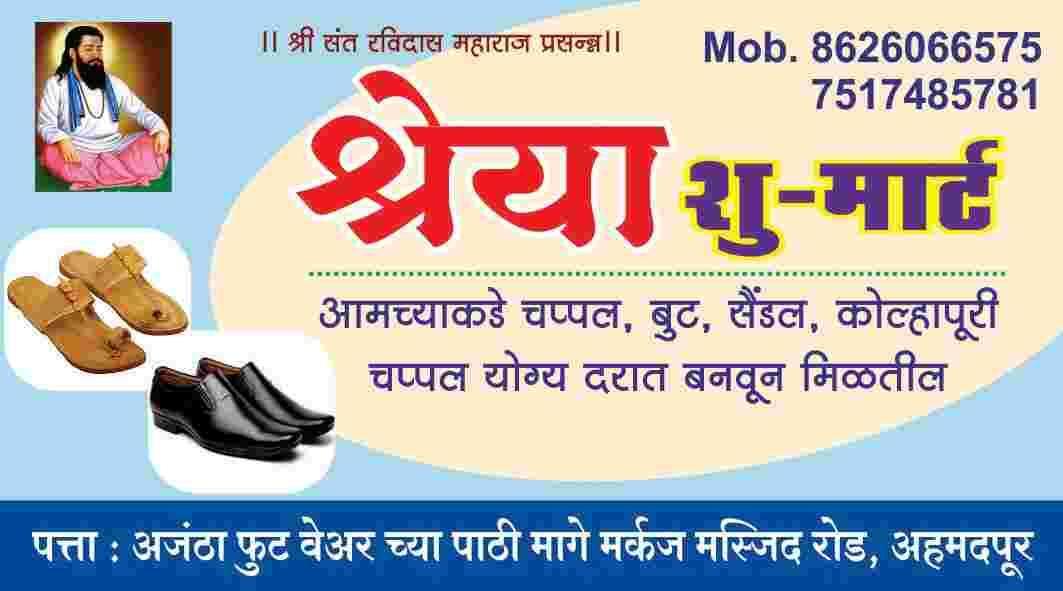 ।। श्री संत रविदास महाराज प्रसन्न।।
Mob. 8626066575
7517485781
श्रेया शु-मार्ट
आमच्याकडे चप्पल, बुट, सैंडल, कोल्हापूरी
चप्पल योग्य दरात बनवून मिळतील
पत्ता : अजंठा फुट वेअर च्या पाठी मागे मर्कज मस्जिद रोड, अहमदपूर